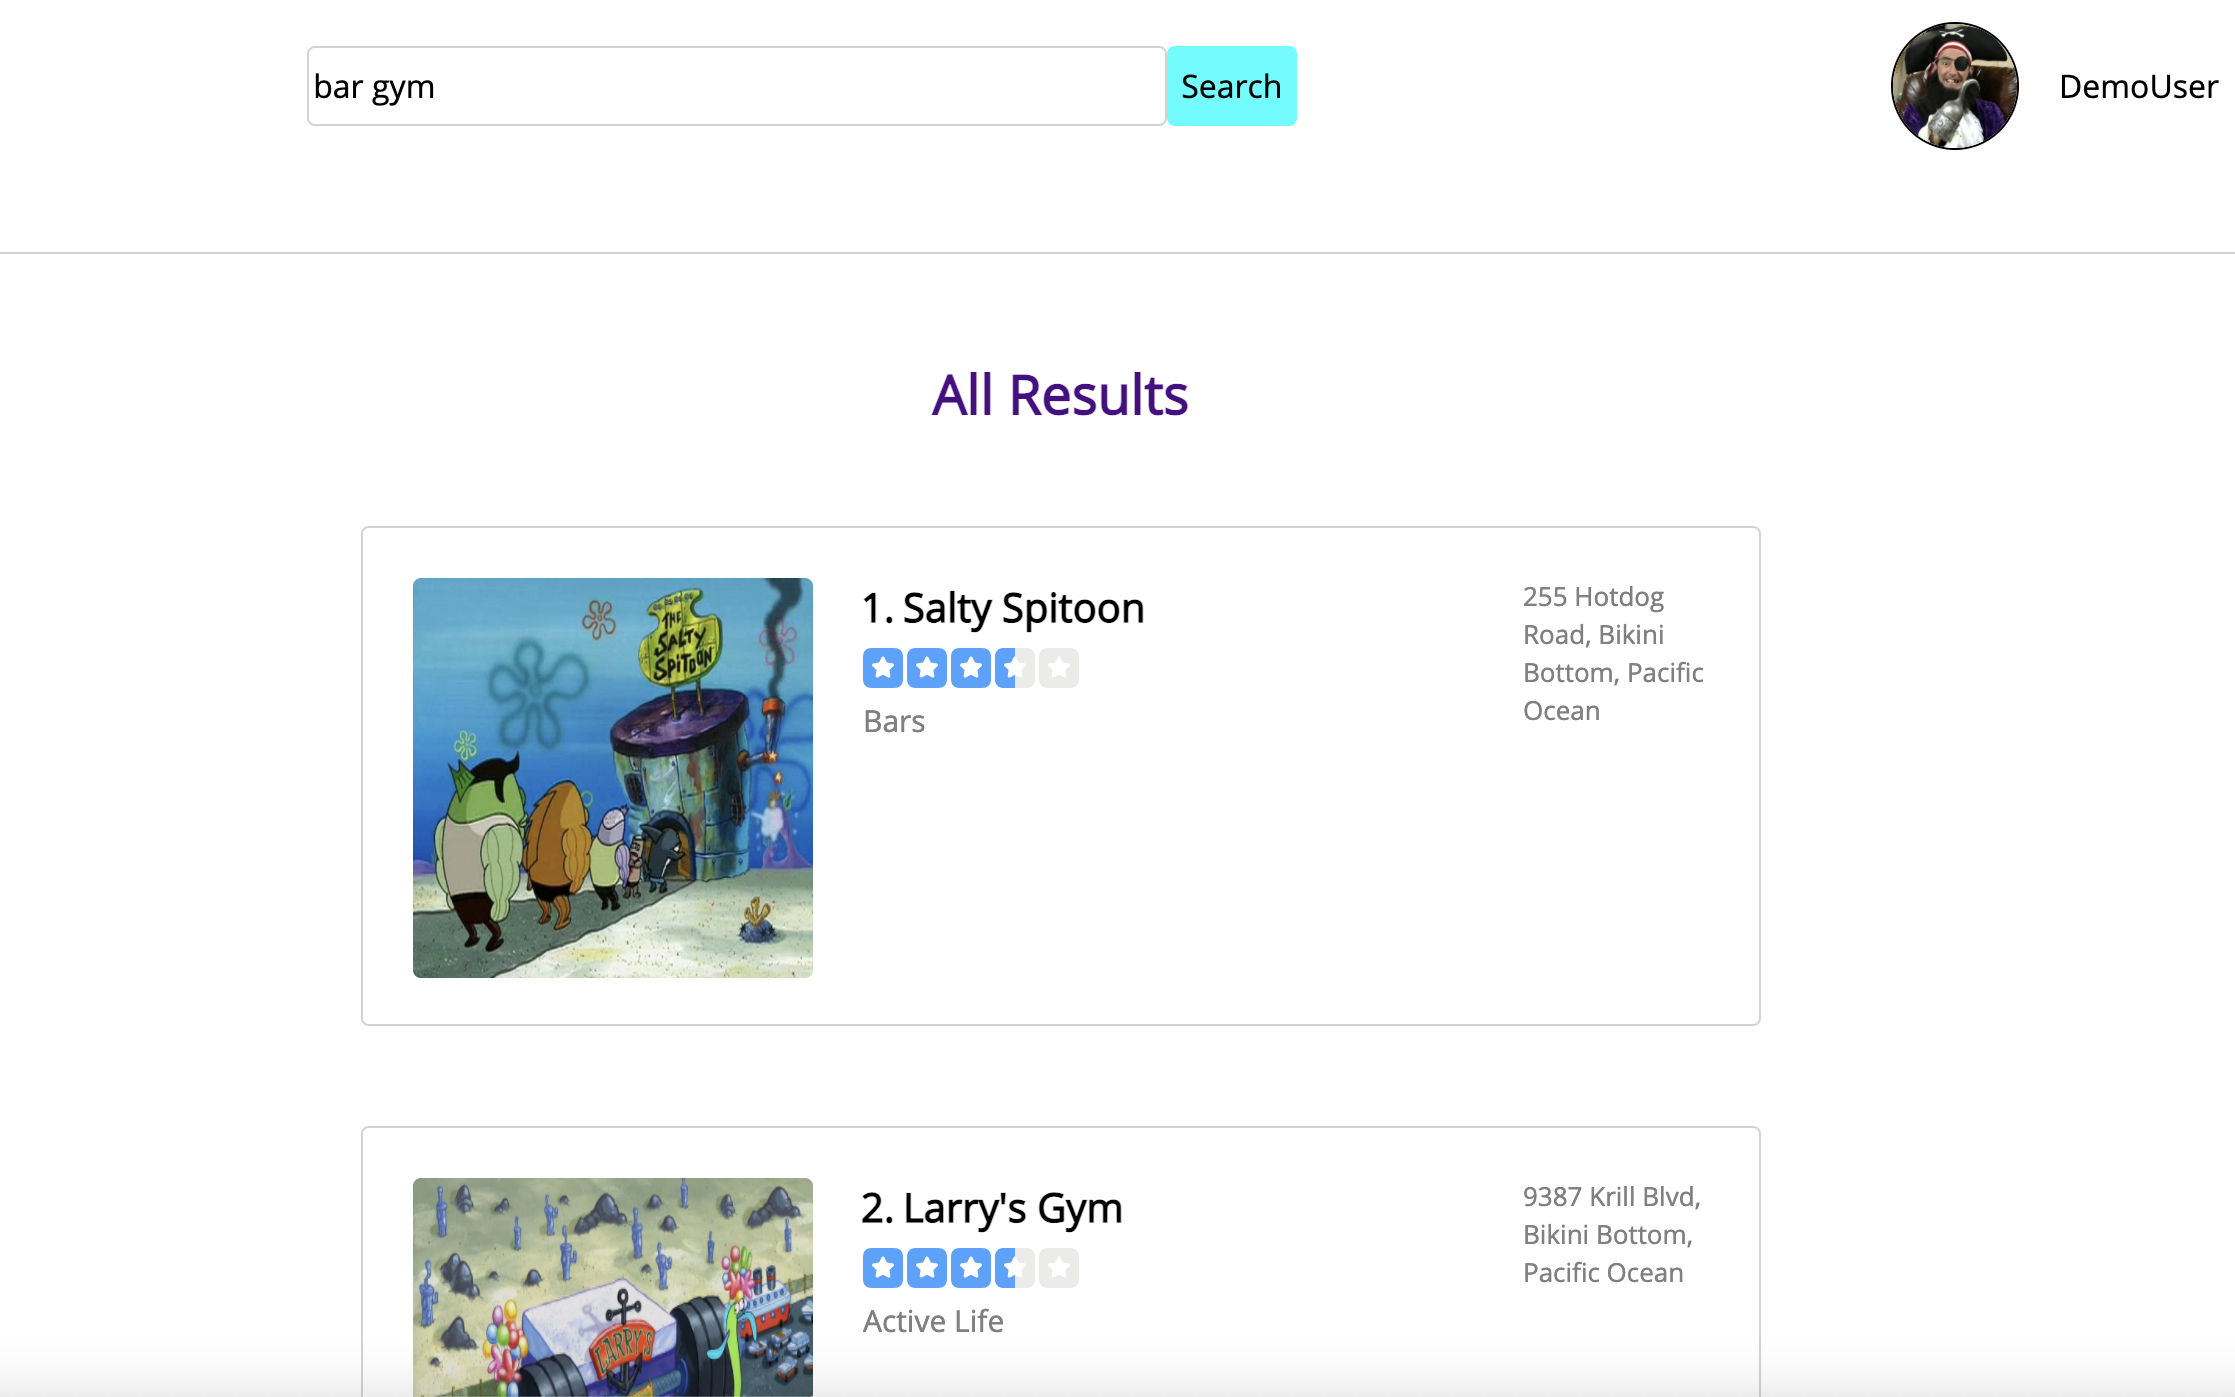 bar gym
Search
DemoUser
All Results
THE
SALTY
SPITOON
1. Salty Spitoon
Bars
255 Hotdog
Road, Bikini
Bottom, Pacific
Ocean
LARRY'S
2. Larry's Gym
Active Life
9387 Krill Blvd,
Bikini Bottom,
Pacific Ocean